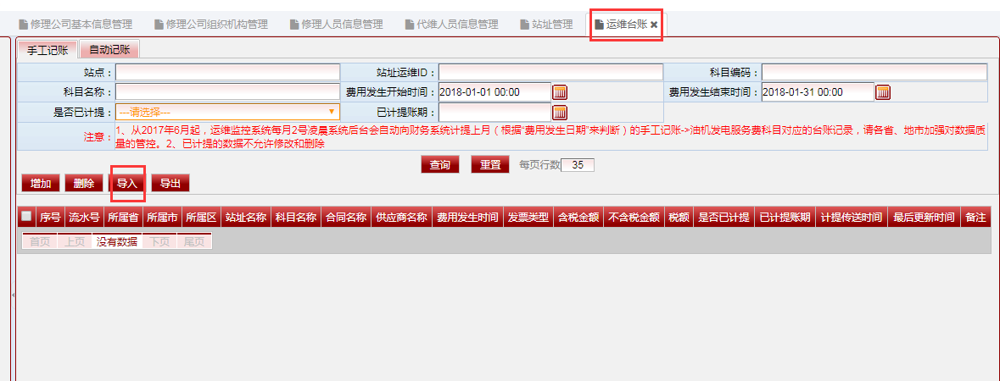 修理公司基本信息管理 修理公司组织机构管理 修理人员信息管理 代维人员信息管理 站址管理 运维台账
手工记账 自动记账
站点： 站址运维ID： 科目编码：
科目名称： 费用发生开始时间：2018-01-01 00:00 费用发生结束时间：2018-01-31 00:00
是否已计提：---请选择--- 已计提账期：
注意：1、从2017年6月起，运维监控系统每月2号凌晨系统后台会自动向财务系统计提上月（根据"费用发生日期"来判断）的手工记账->油机发电服务费科目对应的台账记录，请各省、地市加强对数据质
量的管控。2、已计提的数据不允许修改和删除
查询 重置 每页行数 35
增加 删除 导入 导出
序号 流水号 所属省 所属市 所属区 站址名称 科目名称 合同名称 供应商名称 费用发生时间 发票类型 含税金额 不含税金额 税额 是否已计提 已计提账期 计提传送时间 最后更新时间 备注
首页 上页 没有数据 下页 尾页